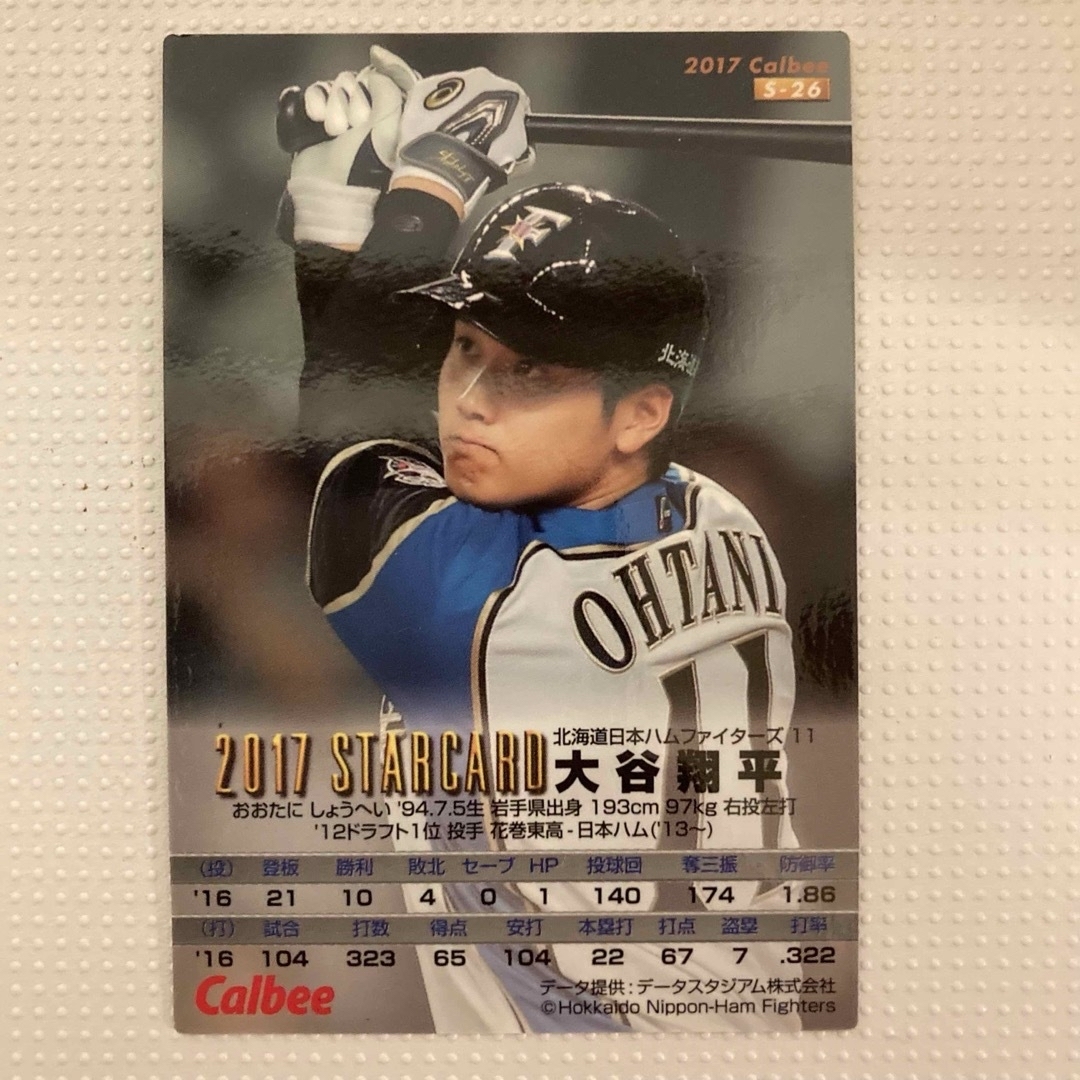 2017 Calbee
S-26
F
北海道
OHTANI
11
2017 STARCARD
北海道日本ハムファイターズ 11
大谷翔平
おおたに しょうへい '94.7.5生 岩手県出身 193cm 97kg 右投左打
'12ドラフト1位 投手 花巻東高-日本ハム('13～)
(投) 登板 勝利 敗北 セーブ HP 投球回 奪三振 防御率
'16 21 10 4 0 1 140 174 1.86
(打) 試合 打数 得点 安打 本塁打 打点 盗塁 打率
'16 104 323 65 104 22 67 7 .322
Calbee
データ提供:データスタジアム株式会社
©Hokkaido Nippon-Ham Fighters